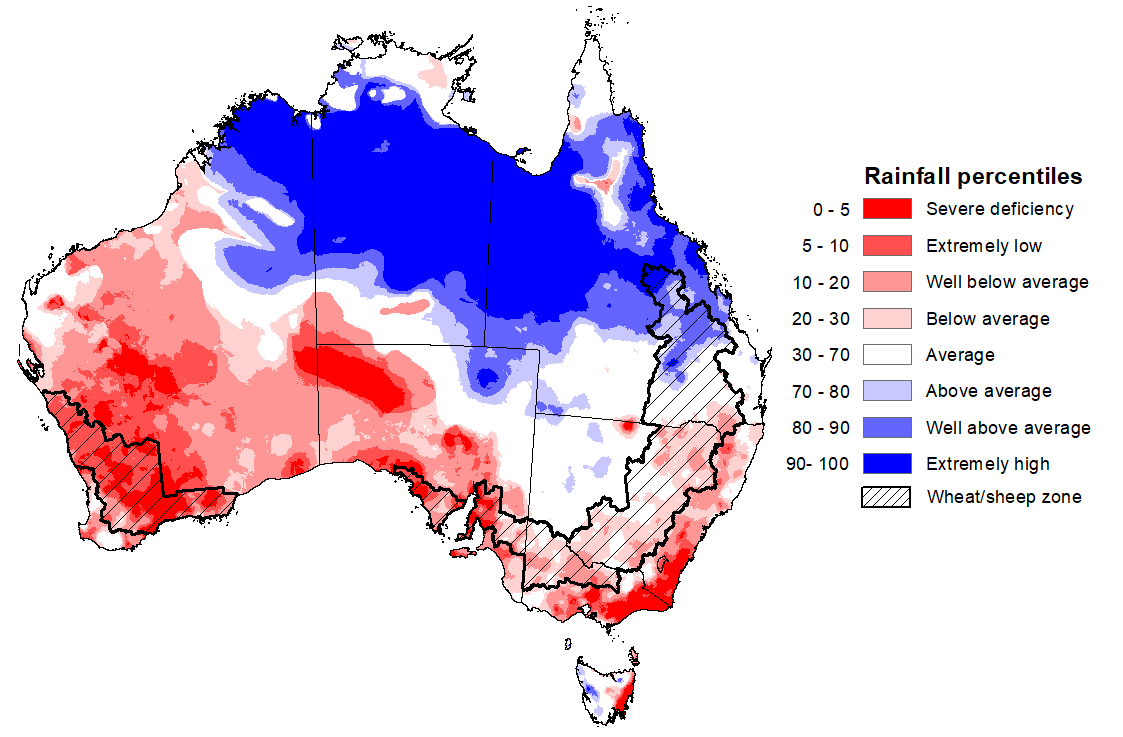 Rainfall percentiles
0 - 5 Severe deficiency
5 - 10 Extremely low
10 - 20 Well below average
20 - 30 Below average
30 - 70 Average
70 - 80 Above average
80 - 90 Well above average
90- 100 Extremely high
Wheat/sheep zone